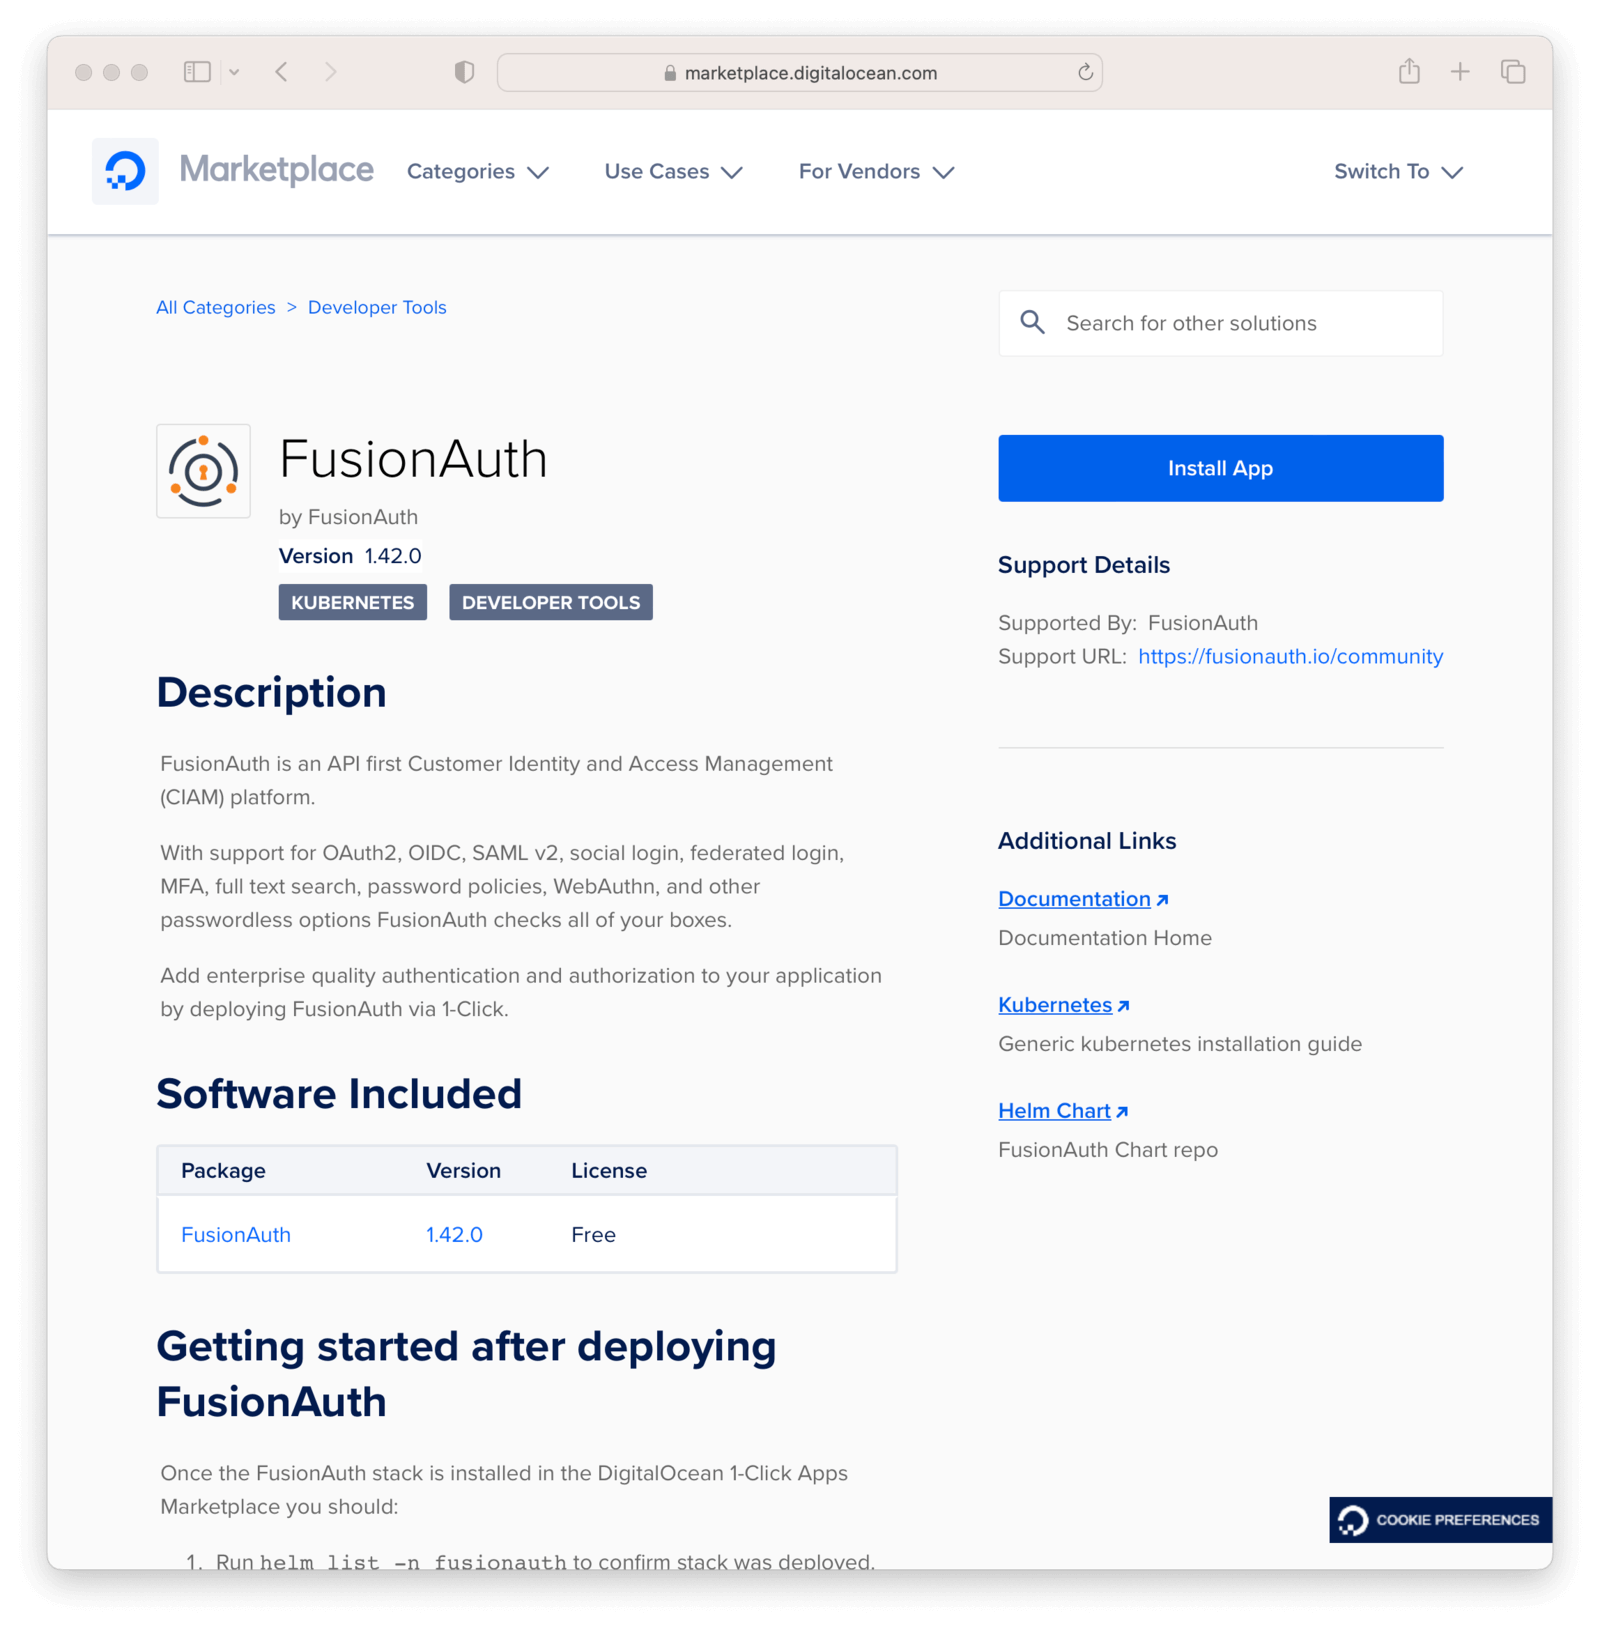 marketplace.digitalocean.com
Marketplace
Categories
Use Cases
For Vendors
Switch To
All Categories > Developer Tools
Search for other solutions
FusionAuth
by FusionAuth
Version 1.42.0
KUBERNETES
DEVELOPER TOOLS
Install App
Support Details
Supported By: FusionAuth
Support URL: https://fusionauth.io/community
Description
FusionAuth is an API first Customer Identity and Access Management
(CIAM) platform.
With support for OAuth2, OIDC, SAML v2, social login, federated login,
MFA, full text search, password policies, WebAuthn, and other
passwordless options FusionAuth checks all of your boxes.
Add enterprise quality authentication and authorization to your application
by deploying FusionAuth via 1-Click.
Additional Links
Documentation
Documentation Home
Kubernetes
Generic kubernetes installation guide
Helm Chart
FusionAuth Chart repo
Software Included
Package Version License
FusionAuth 1.42.0 Free
Getting started after deploying
FusionAuth
Once the FusionAuth stack is installed in the DigitalOcean 1-Click Apps
Marketplace you should:
1. Run helm list -n fusionauth to confirm stack was deployed.
COOKIE PREFERENCES